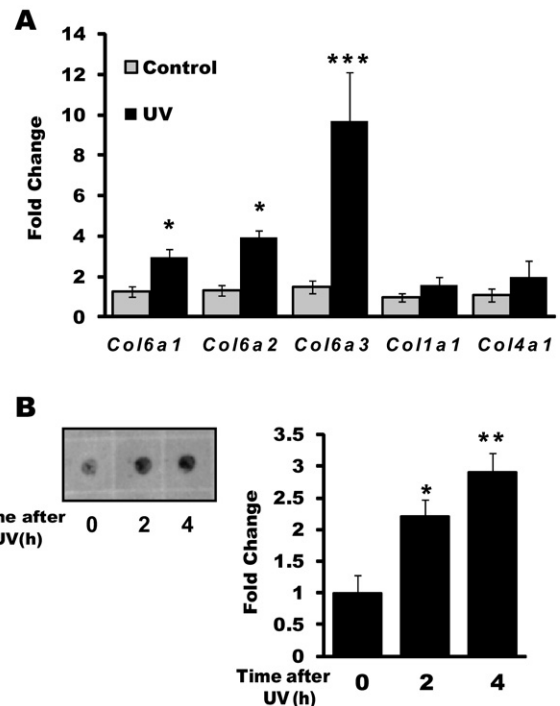 A
14
12
10
8
6
4
2
0
Fold Change
Control
UV
*
*
***
Col6a1 Col6a2 Col6a3 Col1a1 Col4a1
B
me after
UV(h)
0 2 4
3.5
3
2.5
2
1.5
1
0.5
0
Fold Change
*
**
Time after
UV(h)
0 2 4